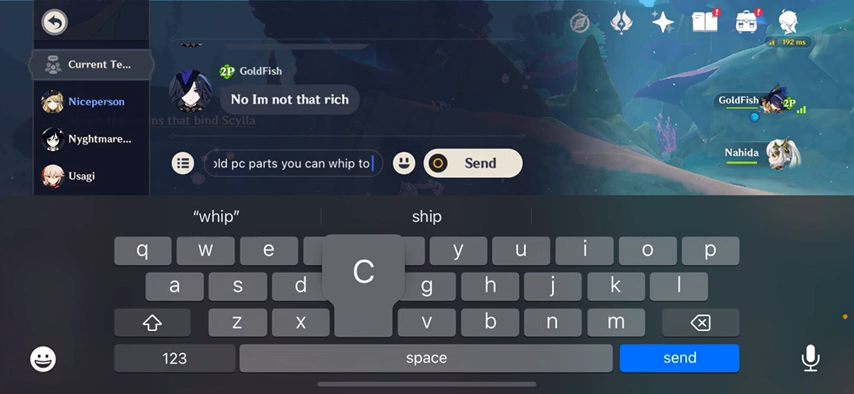 192 ms
Current Te...
2P GoldFish
No Im not that rich
Niceperson
ns that bind Scylla
Nyghtmare...
Usagi
old pc parts you can whip to
Send
GoldFish 2P
Nahida
“whip” ship
q w e y u i o p
a s d C g h j k l
z x v b n m
123 space send